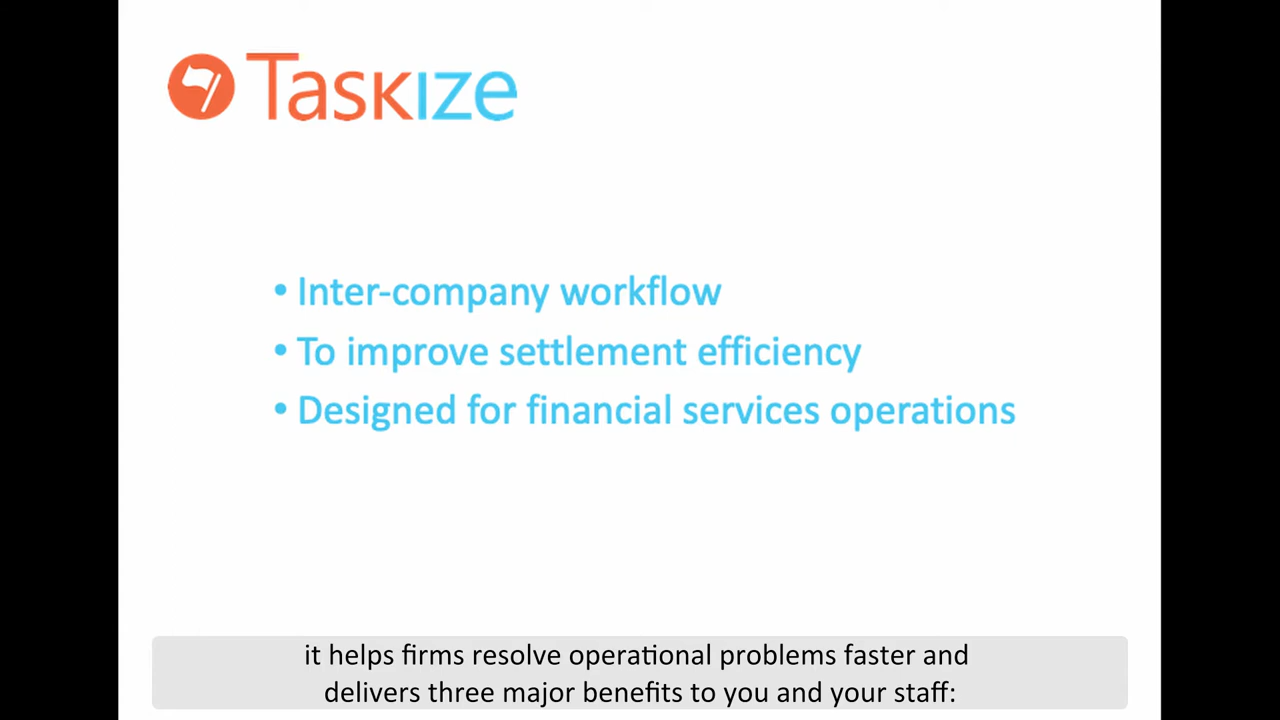 Taskize
• Inter-company workflow
• To improve settlement efficiency
• Designed for financial services operations
it helps firms resolve operational problems faster and
delivers three major benefits to you and your staff: